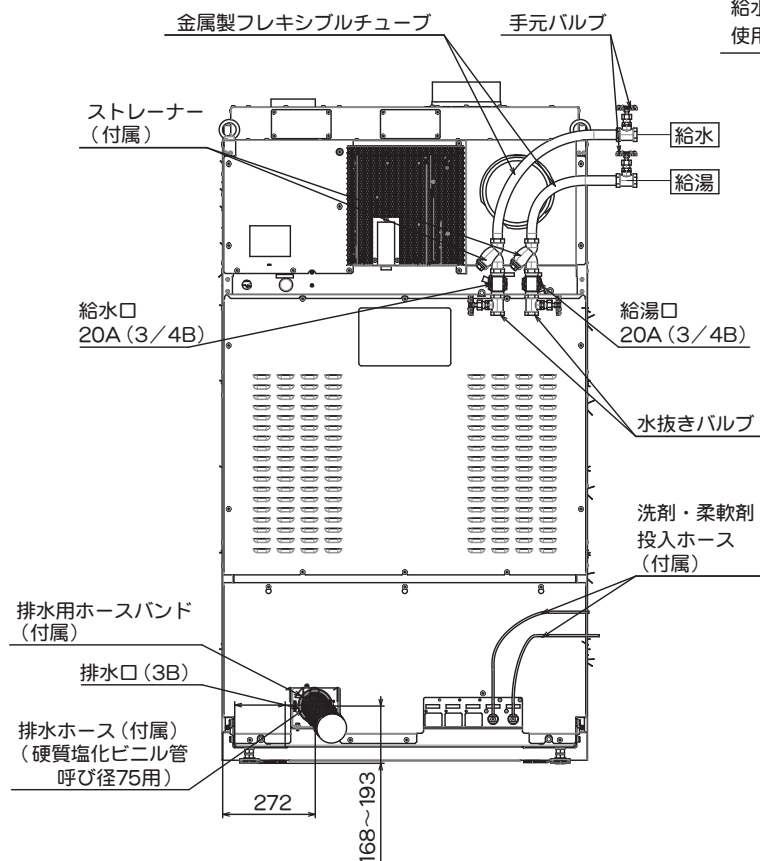 金属製フレキシブルチューブ
手元バルブ
給水
使用
ストレーナー
（付属）
給水
給湯
給水口
20A（3／4B）
給湯口
20A（3／4B）
水抜きバルブ
洗剤・柔軟剤
投入ホース
（付属）
排水用ホースバンド
（付属）
排水口（3B）
排水ホース（付属）
（硬質塩化ビニル管
呼び径75用）
272
168～193